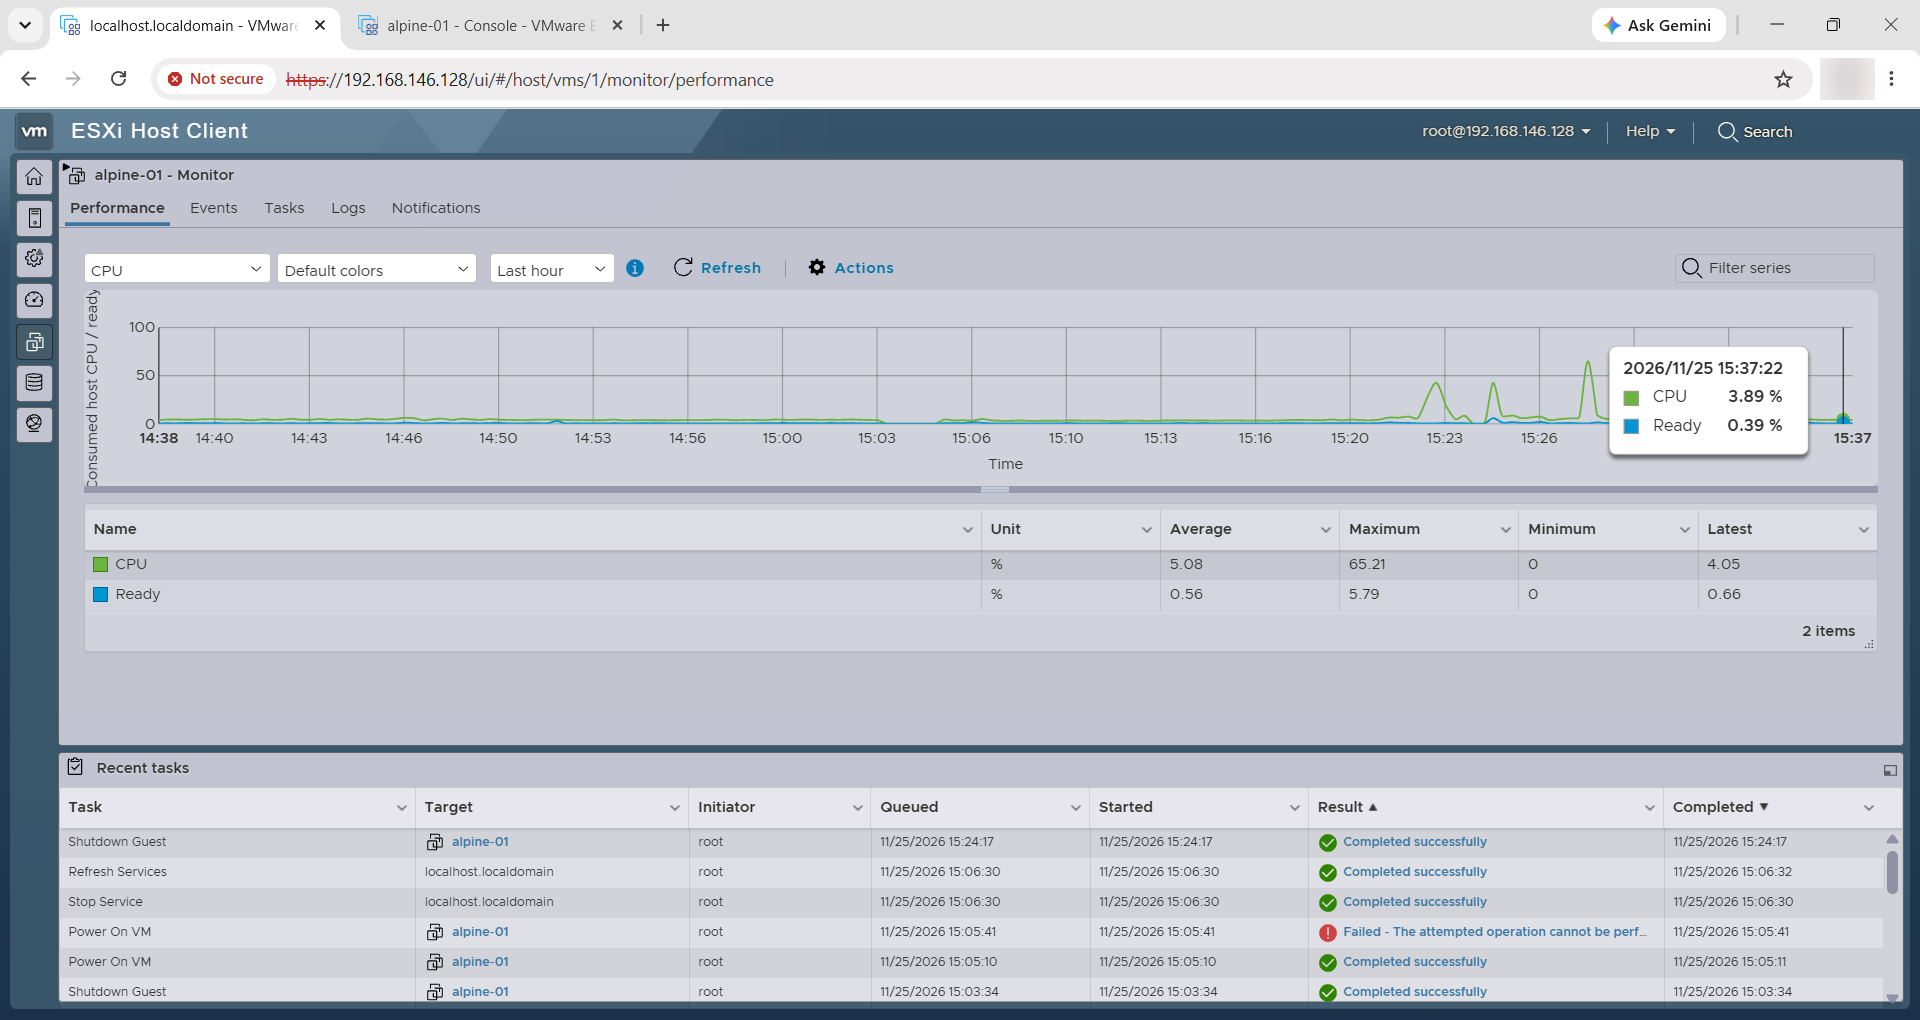 localhost.localdomain - VMware
alpine-01 - Console - VMware E
Ask Gemini
Not secure
https://192.168.146.128/ui/#/host/vms/1/monitor/performance
vm
ESXi Host Client
root@192.168.146.128
Help
Search
alpine-01 - Monitor
Performance
Events
Tasks
Logs
Notifications
CPU
Default colors
Last hour
Refresh
Actions
Filter series
Consumed host CPU / ready
100
50
0
14:38 14:40 14:43 14:46 14:50 14:53 14:56 15:00 15:03 15:06 15:10 15:13 15:16 15:20 15:23 15:26 15:37
Time
2026/11/25 15:37:22
CPU 3.89 %
Ready 0.39 %
Name Unit Average Maximum Minimum Latest
CPU % 5.08 65.21 0 4.05
Ready % 0.56 5.79 0 0.66
2 items
Recent tasks
Task Target Initiator Queued Started Result Completed
Shutdown Guest alpine-01 root 11/25/2026 15:24:17 11/25/2026 15:24:17 Completed successfully 11/25/2026 15:24:17
Refresh Services localhost.localdomain root 11/25/2026 15:06:30 11/25/2026 15:06:30 Completed successfully 11/25/2026 15:06:32
Stop Service localhost.localdomain root 11/25/2026 15:06:30 11/25/2026 15:06:30 Completed successfully 11/25/2026 15:06:30
Power On VM alpine-01 root 11/25/2026 15:05:41 11/25/2026 15:05:41 Failed - The attempted operation cannot be perf... 11/25/2026 15:05:41
Power On VM alpine-01 root 11/25/2026 15:05:10 11/25/2026 15:05:10 Completed successfully 11/25/2026 15:05:11
Shutdown Guest alpine-01 root 11/25/2026 15:03:34 11/25/2026 15:03:34 Completed successfully 11/25/2026 15:03:34